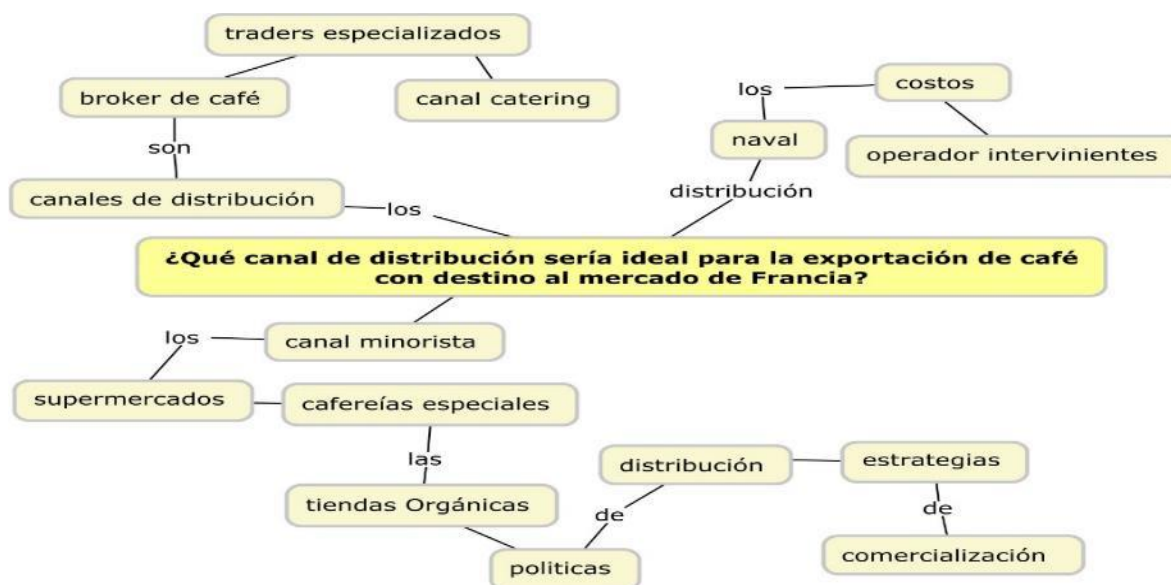 traders especializados
broker de café
canal catering
son
canales de distribución
los
los
costos
naval
operador intervinientes
distribución
¿Qué canal de distribución sería ideal para la exportación de café
con destino al mercado de Francia?
los
canal minorista
supermercados
cafereías especiales
las
tiendas Orgánicas
distribución
estrategias
de
de
politicas
comercialización